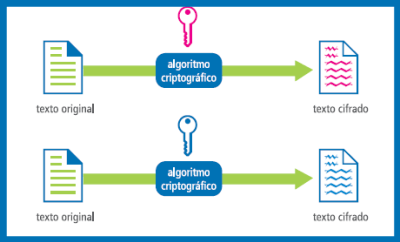 algoritmo
criptográfico
texto original
texto cifrado
algoritmo
criptográfico
texto original
texto cifrado